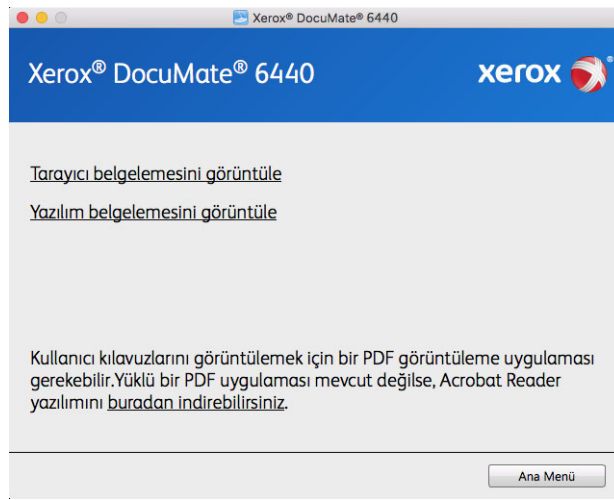 Xerox® DocuMate® 6440
Xerox® DocuMate® 6440
xerox®
Tarayıcı belgelemesini görüntüle
Yazılım belgelemesini görüntüle
Kullanıcı kılavuzlarını görüntülemek için bir PDF görüntüleme uygulaması
gerekebilir.Yüklü bir PDF uygulaması mevcut değilse, Acrobat Reader
yazılımını buradan indirebilirsiniz.
Ana Menü